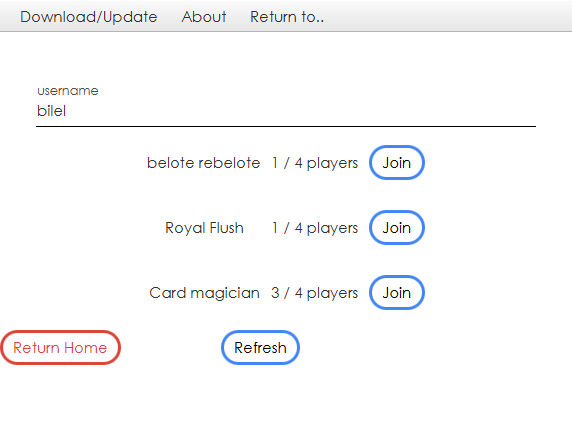 Download/Update About Return to..
username
bilel
belote rebelote 1 / 4 players Join
Royal Flush 1 / 4 players Join
Card magician 3 / 4 players Join
Return Home Refresh